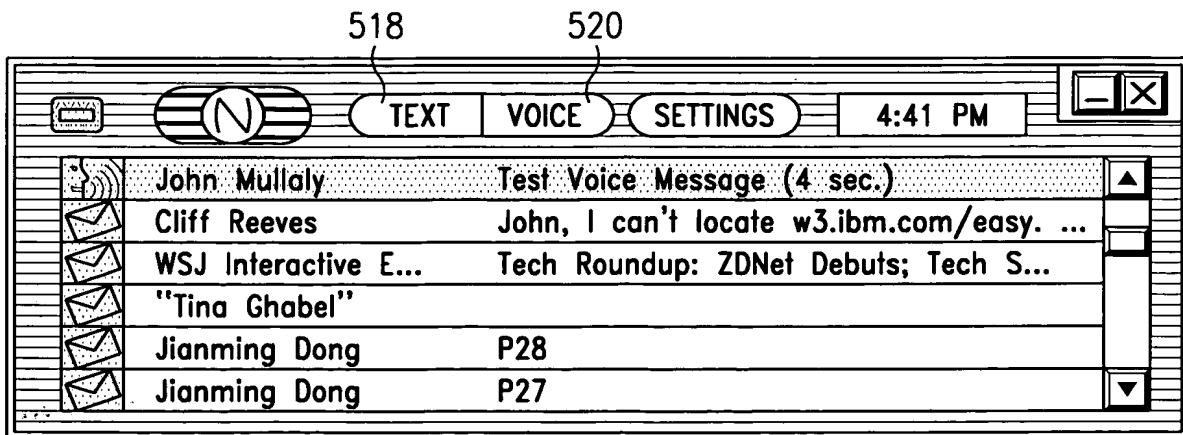 518 520
N TEXT VOICE SETTINGS 4:41 PM
John Mullaly Test Voice Message (4 sec.)
Cliff Reeves John, I can't locate w3.ibm.com/easy. ...
WSJ Interactive E... Tech Roundup: ZDNet Debuts; Tech S...
"Tina Ghabel"
Jianming Dong P28
Jianming Dong P27